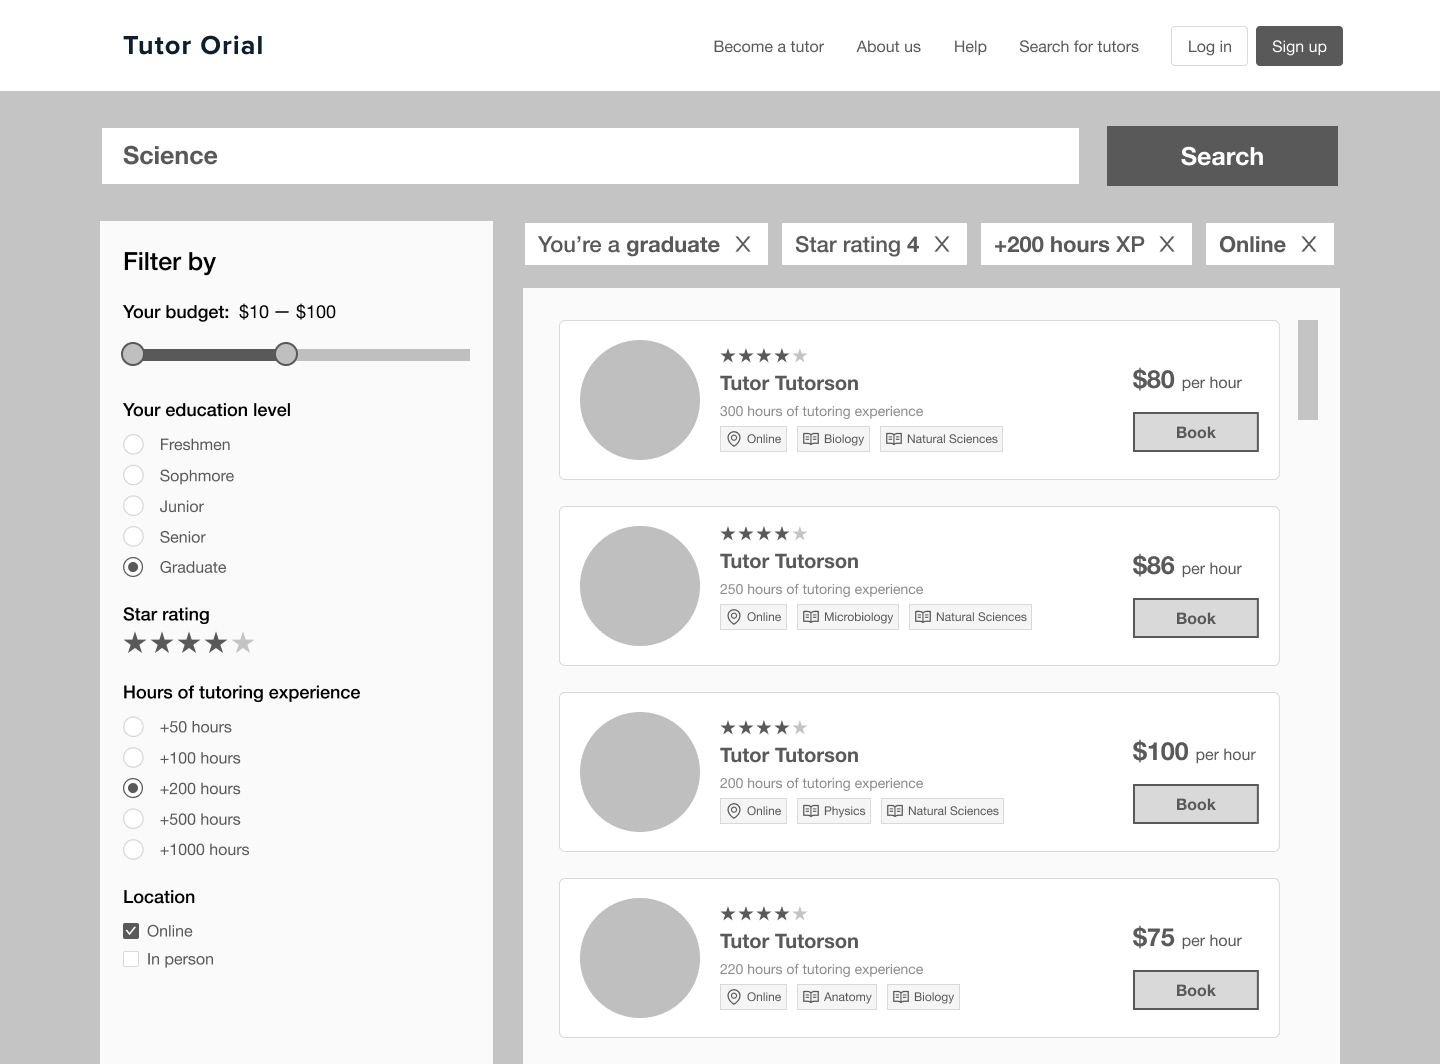 Tutor Orial
Become a tutor
About us
Help
Search for tutors
Log in
Sign up
Science
Search
Filter by
Your budget: $10 — $100
Your education level
Freshmen
Sophmore
Junior
Senior
Graduate
Star rating
Hours of tutoring experience
+50 hours
+100 hours
+200 hours
+500 hours
+1000 hours
Location
Online
In person
You're a graduate X
Star rating 4 X
+200 hours XP X
Online X
Tutor Tutorson
300 hours of tutoring experience
Online
Biology
Natural Sciences
$80 per hour
Book
Tutor Tutorson
250 hours of tutoring experience
Online
Microbiology
Natural Sciences
$86 per hour
Book
Tutor Tutorson
200 hours of tutoring experience
Online
Physics
Natural Sciences
$100 per hour
Book
Tutor Tutorson
220 hours of tutoring experience
Online
Anatomy
Biology
$75 per hour
Book